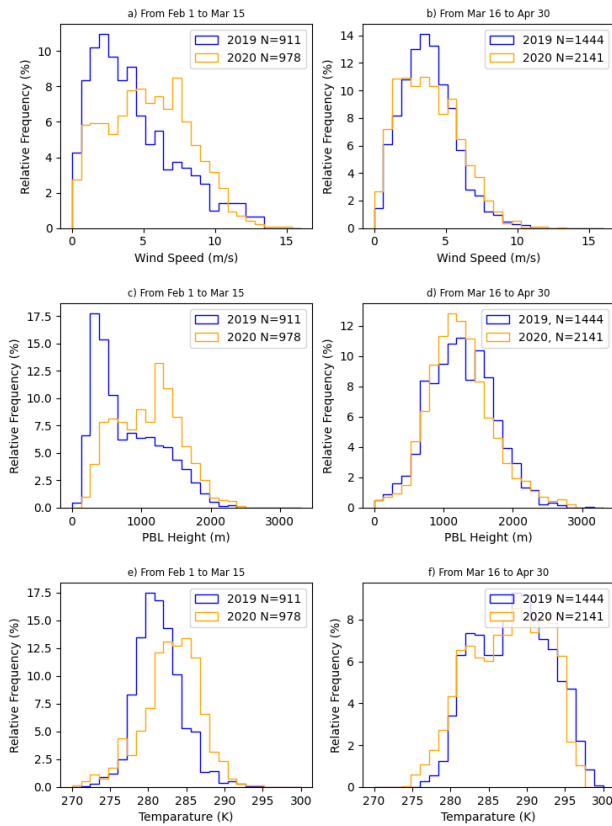 a) From Feb 1 to Mar 15
2019 N=911
2020 N=978
Relative Frequency (%)
10
8
6
4
2
0
0 5 10 15
Wind Speed (m/s)
b) From Mar 16 to Apr 30
2019 N=1444
2020 N=2141
Relative Frequency (%)
14
12
10
8
6
4
2
0
0 5 10 15
Wind Speed (m/s)
c) From Feb 1 to Mar 15
2019 N=911
2020 N=978
Relative Frequency (%)
17.5
15.0
12.5
10.0
7.5
5.0
2.5
0.0
0 1000 2000 3000
PBL Height (m)
d) From Mar 16 to Apr 30
2019, N=1444
2020, N=2141
Relative Frequency (%)
12
10
8
6
4
2
0
0 1000 2000 3000
PBL Height (m)
e) From Feb 1 to Mar 15
2019 N=911
2020 N=978
Relative Frequency (%)
17.5
15.0
12.5
10.0
7.5
5.0
2.5
0.0
270 275 280 285 290 295 300
Temparature (K)
f) From Mar 16 to Apr 30
2019 N=1444
2020 N=2141
Relative Frequency (%)
8
6
4
2
0
270 275 280 285 290 295 300
Temparature (K)